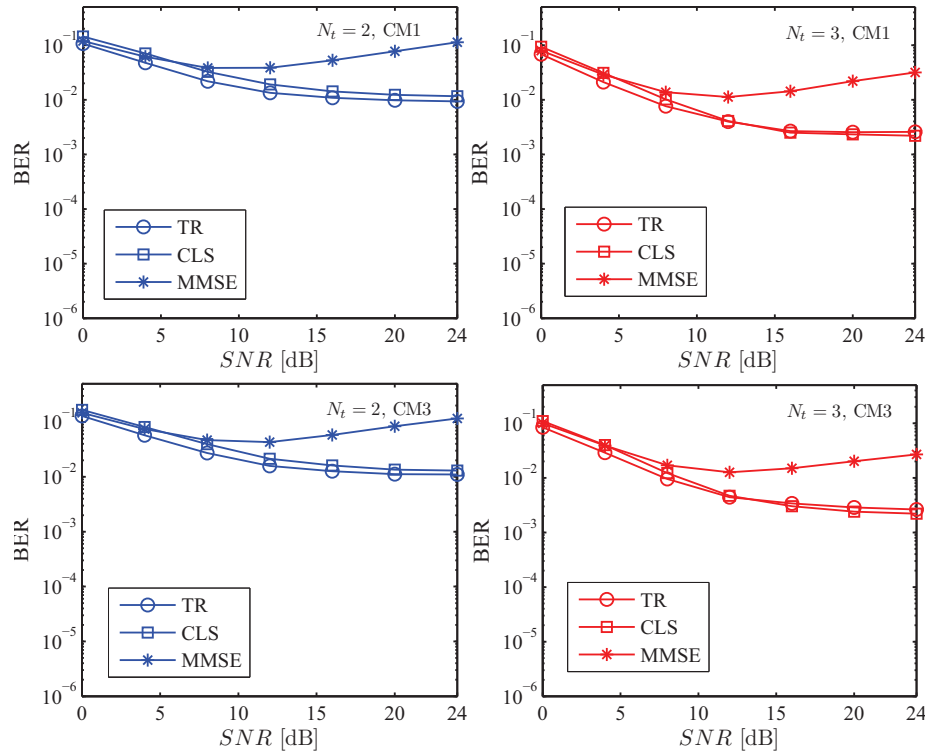 N_t = 2, CM1
BER
10^−1
10^−2
10^−3
10^−4
10^−5
10^−6
0 5 10 15 20 24
SNR [dB]
TR
CLS
MMSE
N_t = 3, CM1
BER
10^−1
10^−2
10^−3
10^−4
10^−5
10^−6
0 5 10 15 20 24
SNR [dB]
TR
CLS
MMSE
N_t = 2, CM3
BER
10^−1
10^−2
10^−3
10^−4
10^−5
10^−6
0 5 10 15 20 24
SNR [dB]
TR
CLS
MMSE
N_t = 3, CM3
BER
10^−1
10^−2
10^−3
10^−4
10^−5
10^−6
0 5 10 15 20 24
SNR [dB]
TR
CLS
MMSE